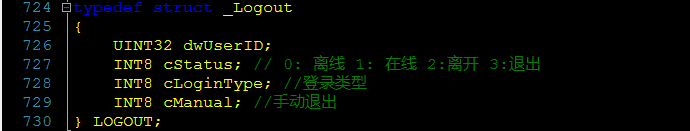 724 typedef struct _Logout
725 {
726 UINT32 dwUserID;
727 INT8 cStatus; // 0: 离线 1: 在线 2:离开 3:退出
728 INT8 cLoginType; //登录类型
729 INT8 cManual; //手动退出
730 } LOGOUT;